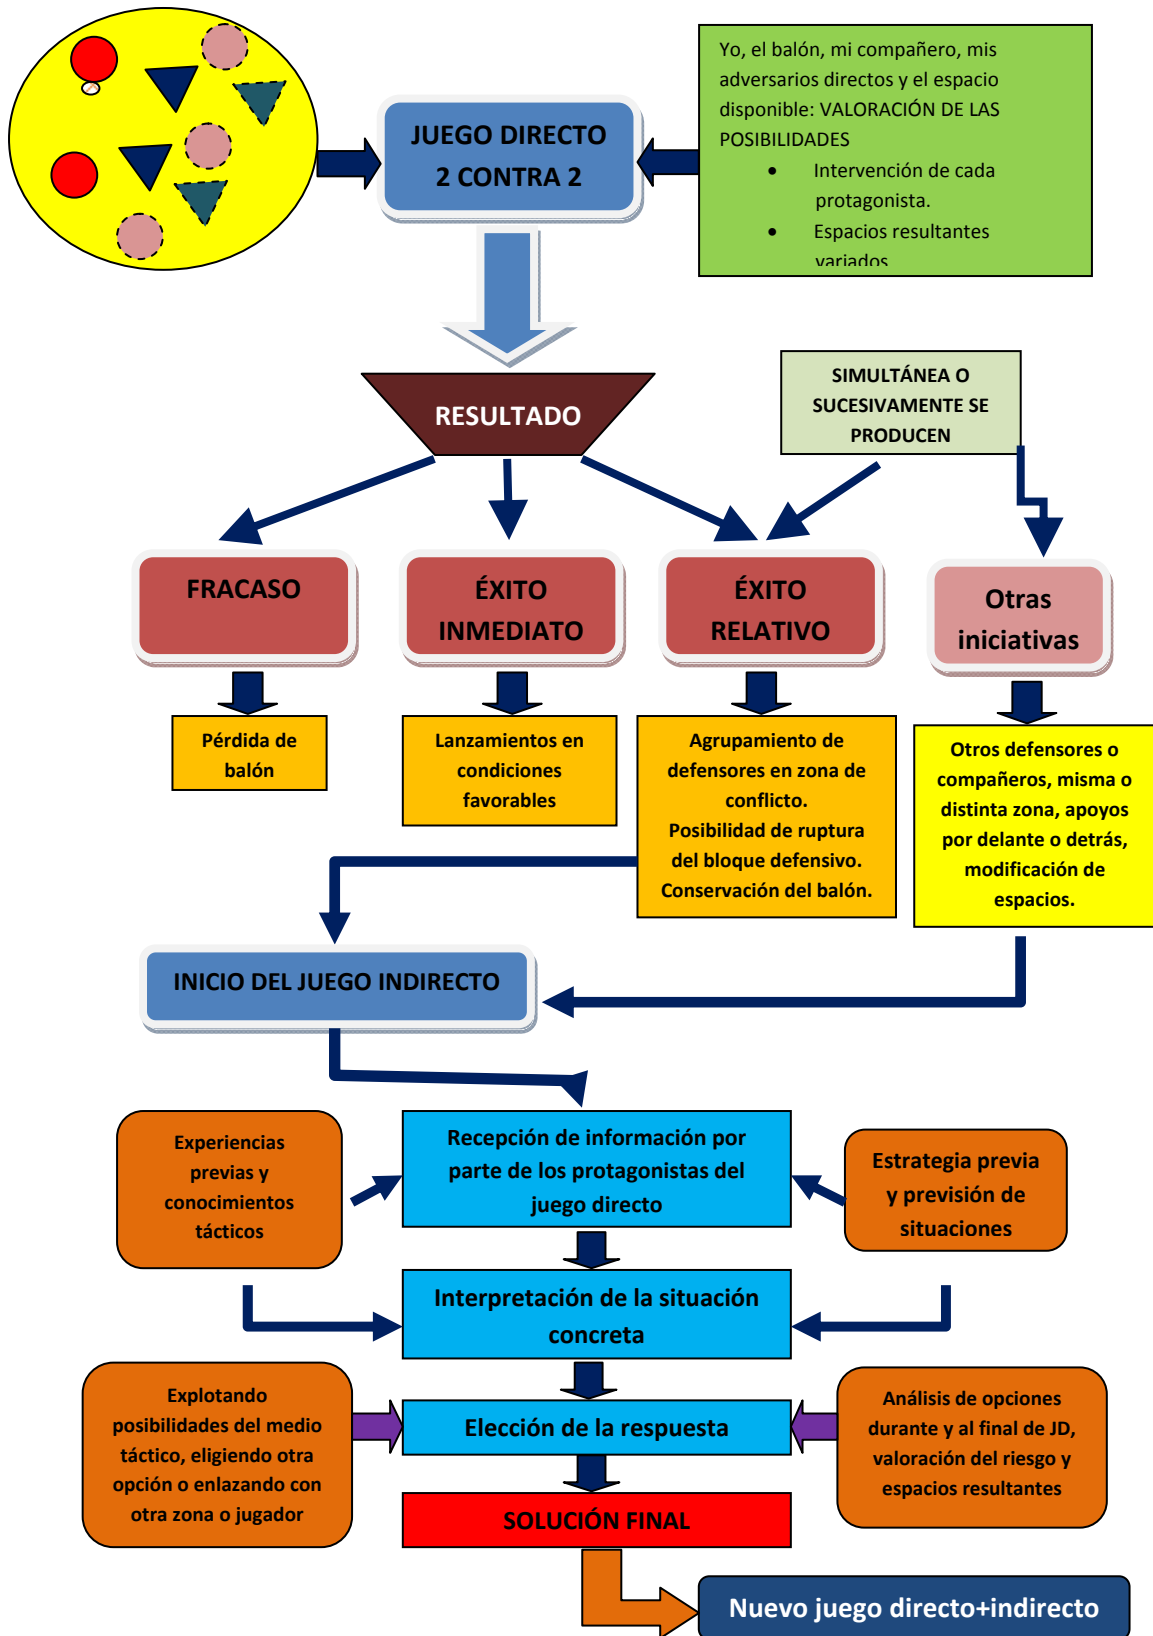 Yo, el balón, mi compañero, mis
adversarios directos y el espacio
disponible: VALORACIÓN DE LAS
POSIBILIDADES
• Intervención de cada
protagonista.
• Espacios resultantes
variados
JUEGO DIRECTO
2 CONTRA 2
RESULTADO
SIMULTÁNEA O
SUCESIVAMENTE SE
PRODUCEN
FRACASO
ÉXITO
INMEDIATO
ÉXITO
RELATIVO
Otras
iniciativas
Pérdida de
balón
Lanzamientos en
condiciones
favorables
Agrupamiento de
defensores en zona de
conflicto.
Posibilidad de ruptura
del bloque defensivo.
Conservación del balón.
Otros defensores o
compañeros, misma o
distinta zona, apoyos
por delante o detrás,
modificación de
espacios.
INICIO DEL JUEGO INDIRECTO
Experiencias
previas y
conocimientos
tácticos
Recepción de información por
parte de los protagonistas del
juego directo
Estrategia previa
y previsión de
situaciones
Interpretación de la situación
concreta
Explotando
posibilidades del medio
táctico, eligiendo otra
opción o enlazando con
otra zona o jugador
Elección de la respuesta
Análisis de opciones
durante y al final de JD,
valoración del riesgo y
espacios resultantes
SOLUCIÓN FINAL
Nuevo juego directo+indirecto